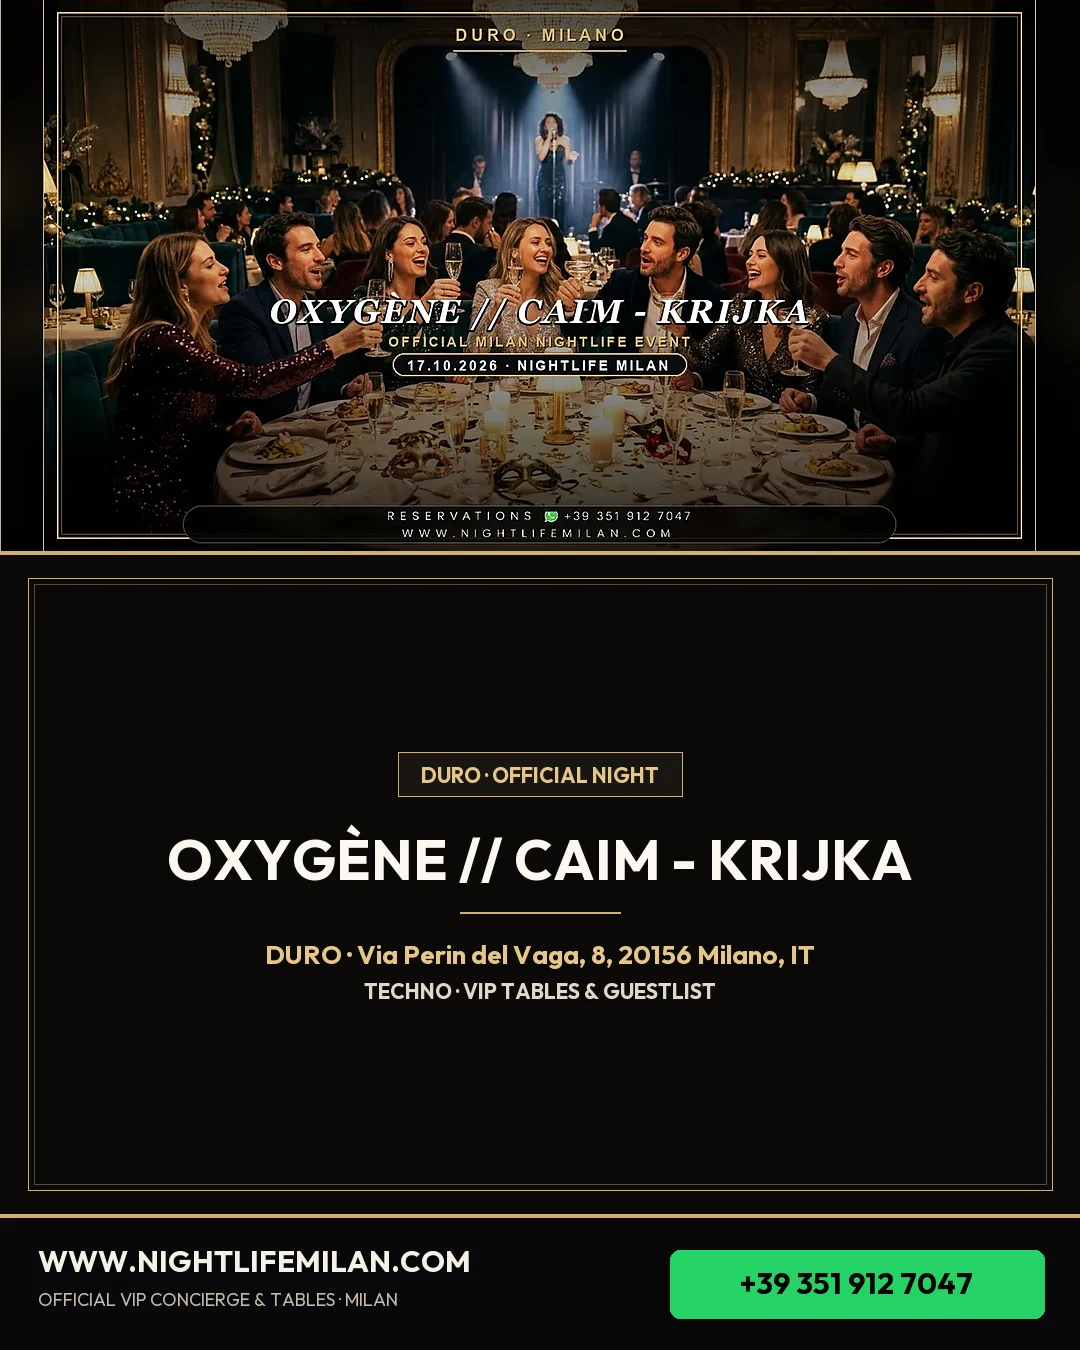 DURO · MILANO
OXYGÈNE // CAIM - KRIJKA
OFFICIAL MILAN NIGHTLIFE EVENT
17.10.2026 · NIGHTLIFE MILAN
RESERVATIONS +39 351 912 7047
WWW.NIGHTLIFEMILAN.COM
DURO · OFFICIAL NIGHT
OXYGÈNE // CAIM - KRIJKA
DURO · Via Perin del Vaga, 8, 20156 Milano, IT
TECHNO · VIP TABLES & GUESTLIST
WWW.NIGHTLIFEMILAN.COM
OFFICIAL VIP CONCIERGE & TABLES · MILAN
+39 351 912 7047